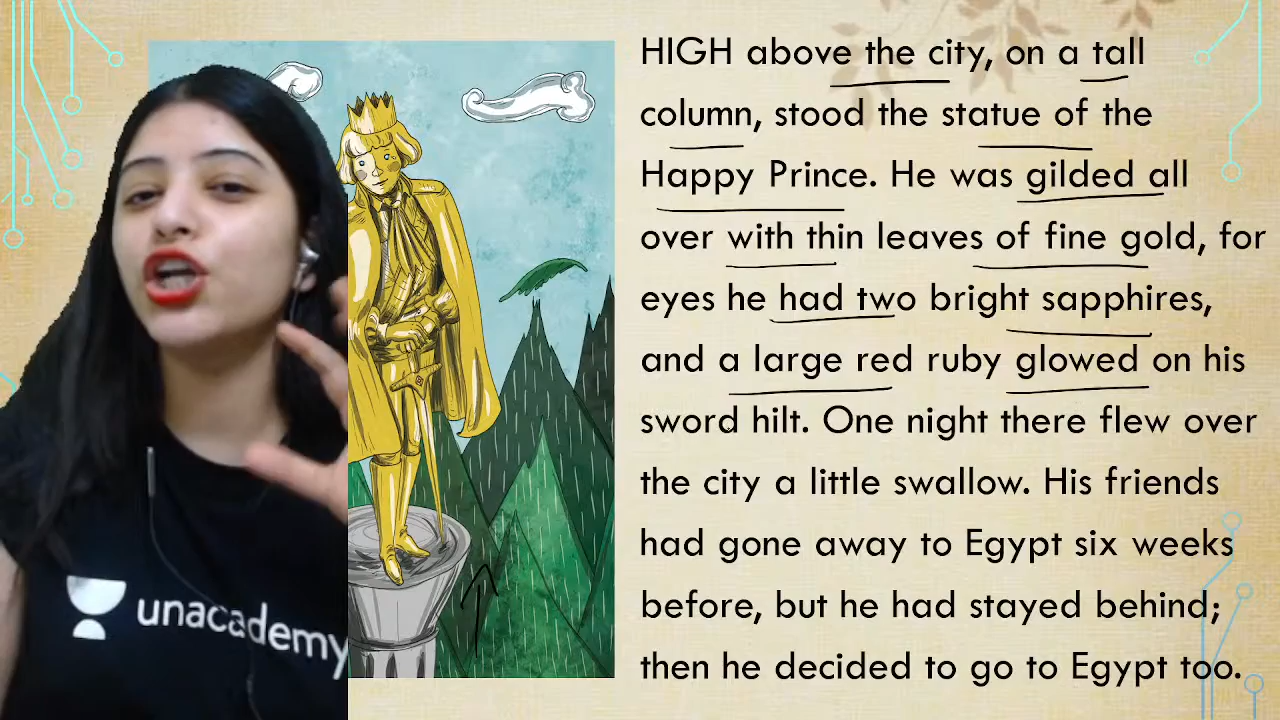 HIGH above the city, on a tall
column, stood the statue of the
Happy Prince. He was gilded all
over with thin leaves of fine gold, for
eyes he had two bright sapphires,
and a large red ruby glowed on his
sword hilt. One night there flew over
the city a little swallow. His friends
had gone away to Egypt six weeks
before, but he had stayed behind;
then he decided to go to Egypt too.
unacademy